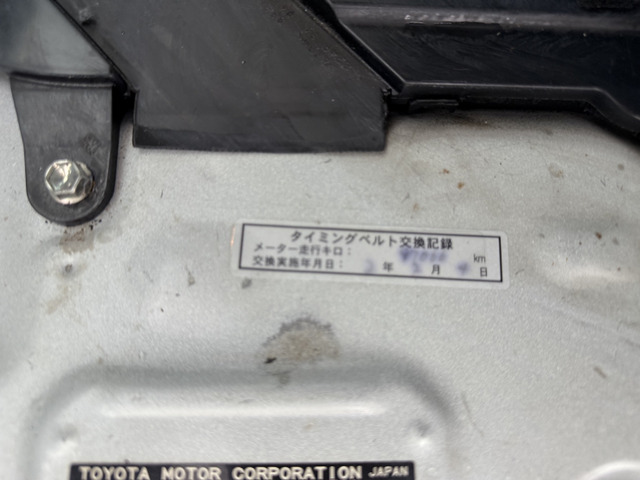 タイミングベルト交換記録
メーター走行キロ： km
交換実施年月日： 年 月 日
TOYOTA MOTOR CORPORATION JAPAN